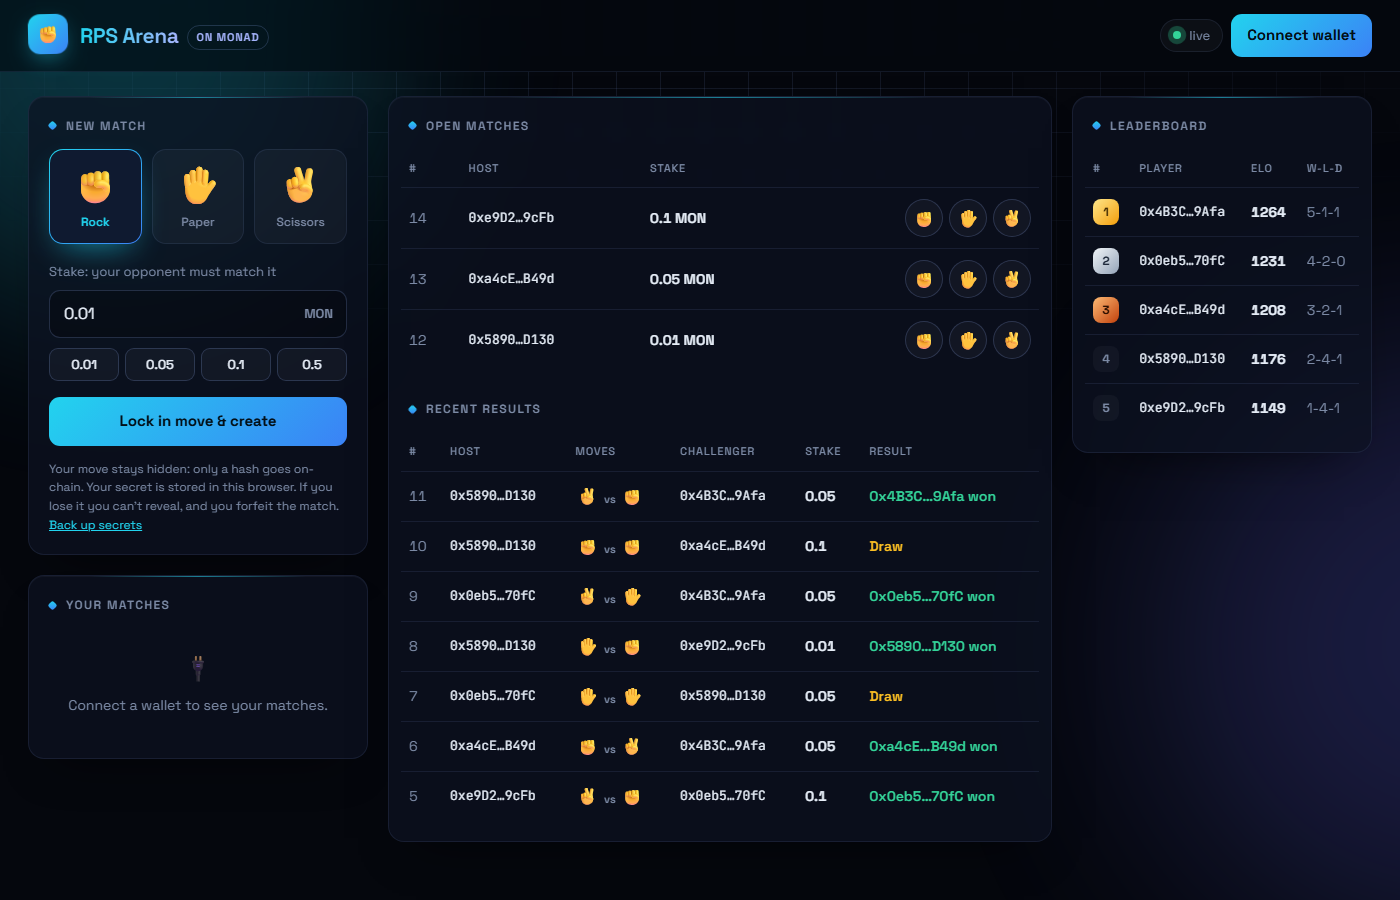 RPS Arena ON MONAD
live
Connect wallet
NEW MATCH
Rock Paper Scissors
Stake: your opponent must match it
0.01 MON
0.01 0.05 0.1 0.5
Lock in move & create
Your move stays hidden: only a hash goes on-
chain. Your secret is stored in this browser. If you
lose it you can't reveal, and you forfeit the match.
Back up secrets
YOUR MATCHES
Connect a wallet to see your matches.
OPEN MATCHES
# HOST STAKE
14 0xe9D2…9cFb 0.1 MON
13 0xa4cE…B49d 0.05 MON
12 0x5890…D130 0.01 MON
RECENT RESULTS
# HOST MOVES CHALLENGER STAKE RESULT
11 0x5890…D130 vs 0x4B3C…9Afa 0.05 0x4B3C…9Afa won
10 0x5890…D130 vs 0xa4cE…B49d 0.1 Draw
9 0x0eb5…70fC vs 0x4B3C…9Afa 0.05 0x0eb5…70fC won
8 0x5890…D130 vs 0xe9D2…9cFb 0.01 0x5890…D130 won
7 0x0eb5…70fC vs 0x5890…D130 0.05 Draw
6 0xa4cE…B49d vs 0x4B3C…9Afa 0.05 0xa4cE…B49d won
5 0xe9D2…9cFb vs 0x0eb5…70fC 0.1 0x0eb5…70fC won
LEADERBOARD
# PLAYER ELO W-L-D
1 0x4B3C…9Afa 1264 5-1-1
2 0x0eb5…70fC 1231 4-2-0
3 0xa4cE…B49d 1208 3-2-1
4 0x5890…D130 1176 2-4-1
5 0xe9D2…9cFb 1149 1-4-1